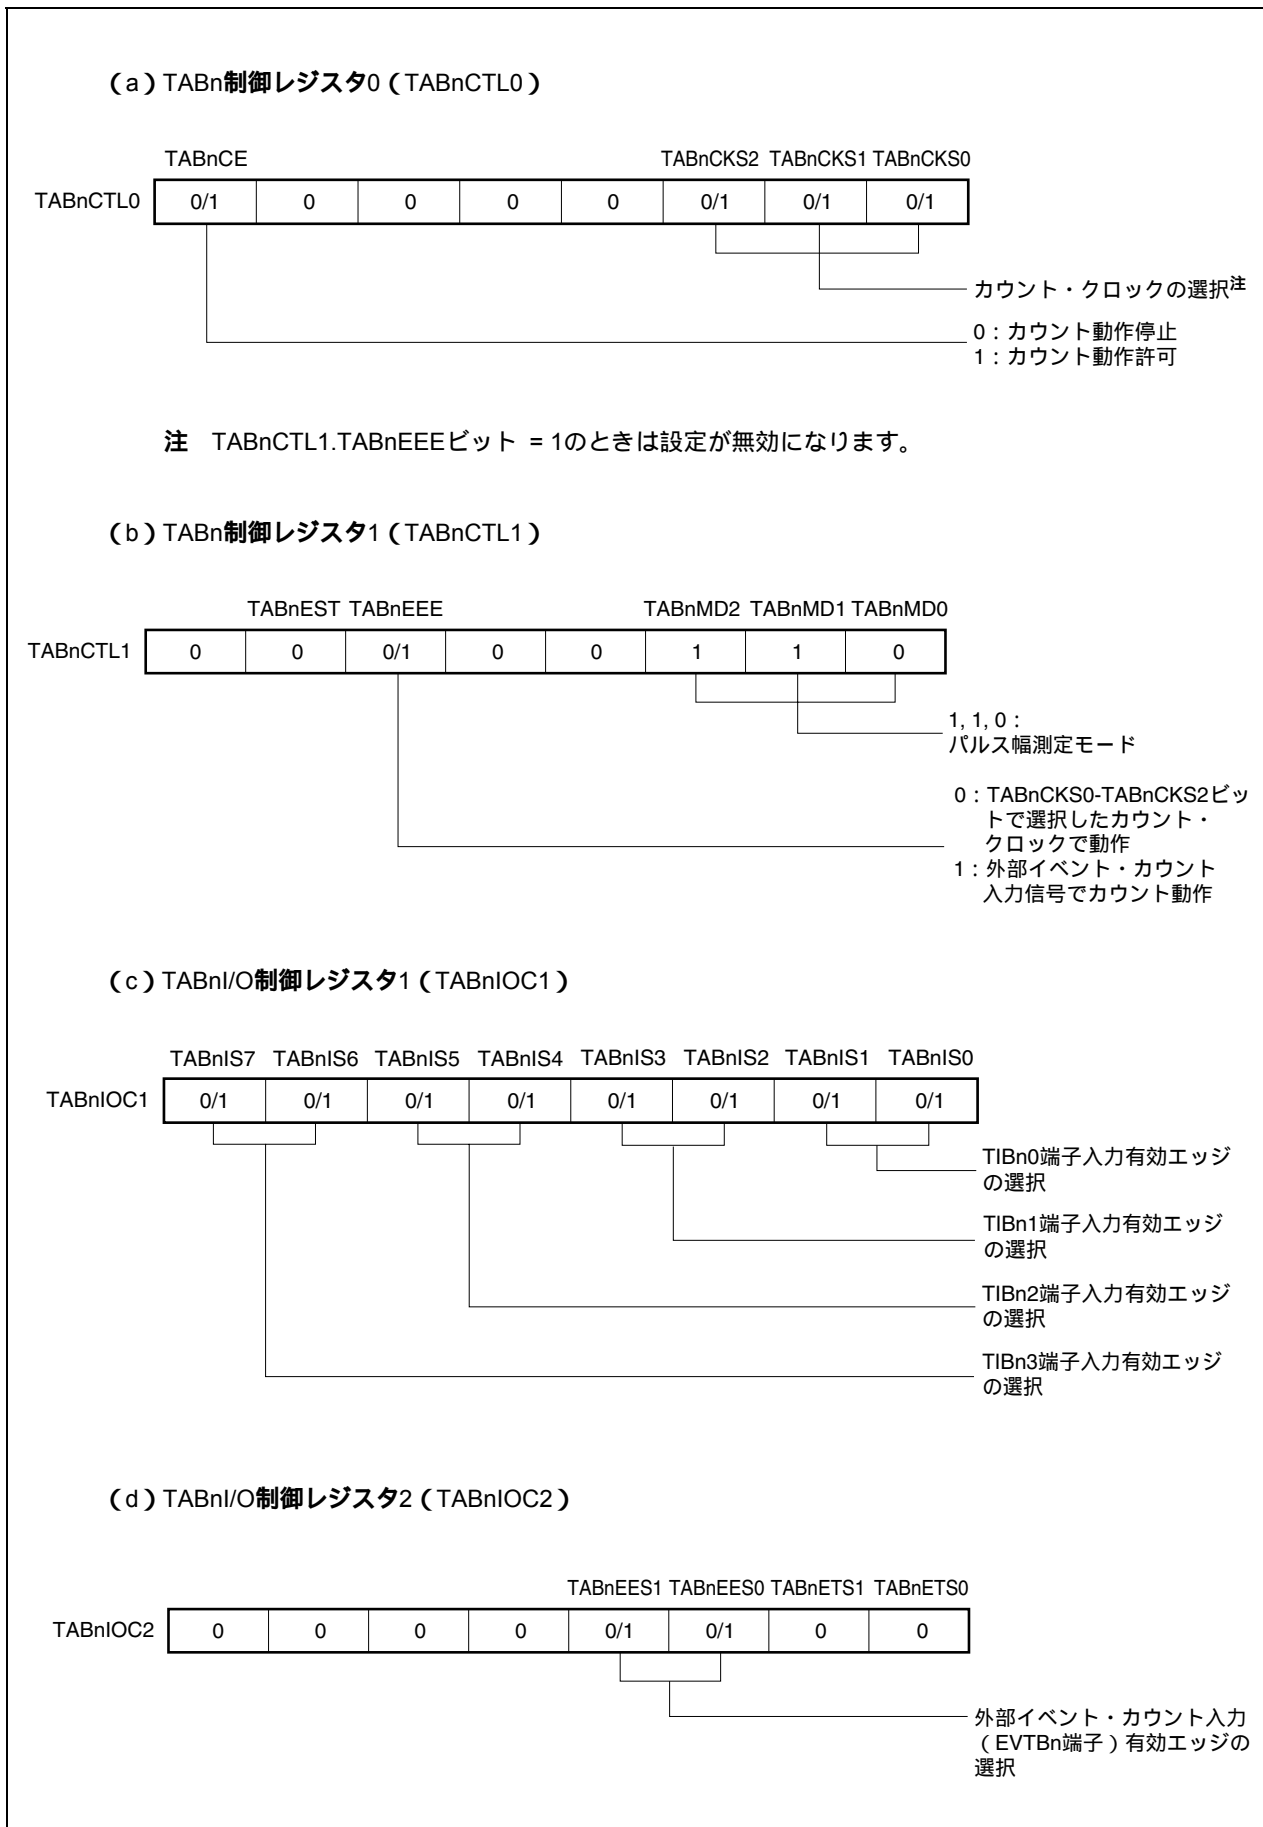 （a）TABn制御レジスタ0（TABnCTL0）
TABnCE TABnCKS2 TABnCKS1 TABnCKS0
TABnCTL0 0/1 0 0 0 0 0/1 0/1 0/1
カウント・クロックの選択注
0：カウント動作停止
1：カウント動作許可
注 TABnCTL1.TABnEEEビット = 1のときは設定が無効になります。
（b）TABn制御レジスタ1（TABnCTL1）
TABnEST TABnEEE TABnMD2 TABnMD1 TABnMD0
TABnCTL1 0 0 0/1 0 0 1 1 0
1, 1, 0：
パルス幅測定モード
0：TABnCKS0-TABnCKS2ビッ
トで選択したカウント・
クロックで動作
1：外部イベント・カウント
入力信号でカウント動作
（c）TABnI/O制御レジスタ1（TABnIOC1）
TABnIS7 TABnIS6 TABnIS5 TABnIS4 TABnIS3 TABnIS2 TABnIS1 TABnIS0
TABnIOC1 0/1 0/1 0/1 0/1 0/1 0/1 0/1 0/1
TIBn0端子入力有効エッジ
の選択
TIBn1端子入力有効エッジ
の選択
TIBn2端子入力有効エッジ
の選択
TIBn3端子入力有効エッジ
の選択
（d）TABnI/O制御レジスタ2（TABnIOC2）
TABnEES1 TABnEES0 TABnETS1 TABnETS0
TABnIOC2 0 0 0 0 0/1 0/1 0 0
外部イベント・カウント入力
（EVTBn端子）有効エッジの
選択